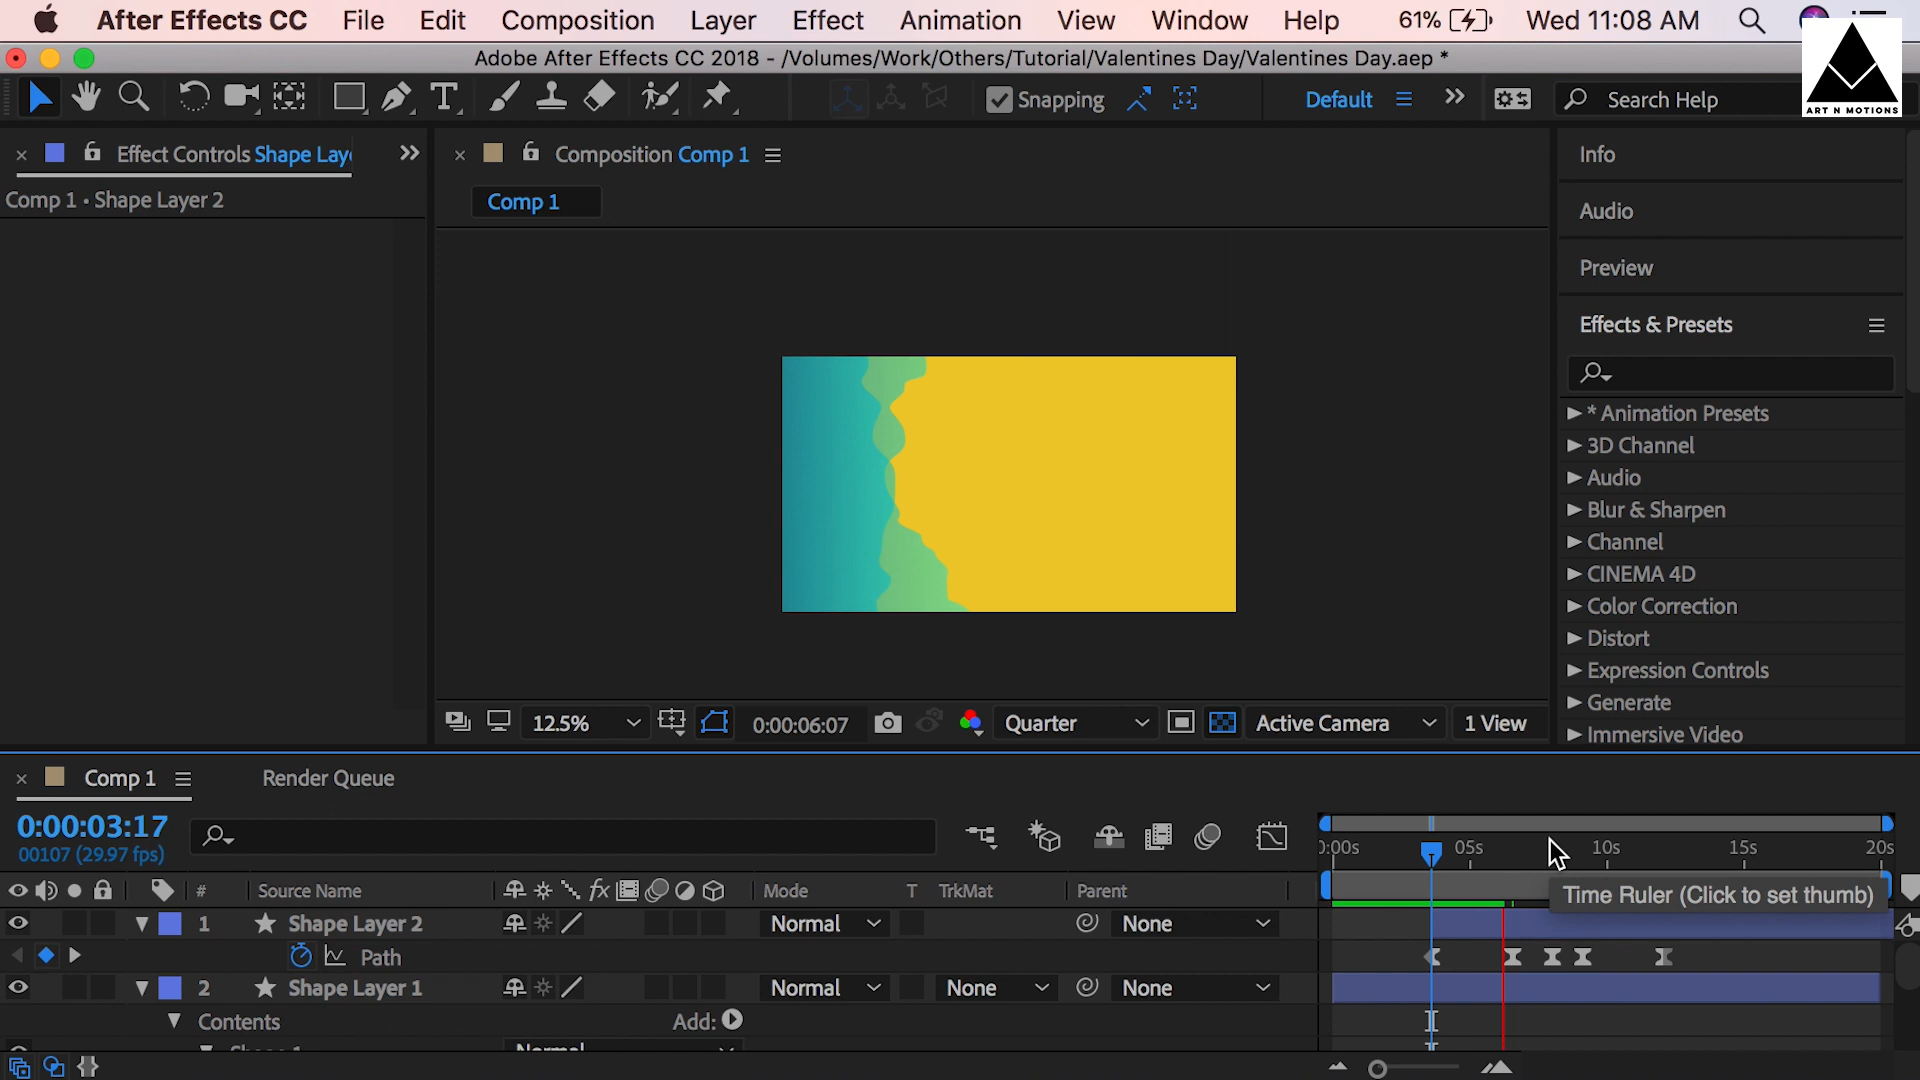 After Effects CC File Edit Composition Layer Effect Animation View Window Help 61% Wed 11:08 AM
Adobe After Effects CC 2018 - /Volumes/Work/Others/Tutorial/Valentines Day/Valentines Day.aep *
Snapping Default Search Help
ART N MOTIONS
Effect Controls Shape Lay
Composition Comp 1
Info
Comp 1 • Shape Layer 2
Comp 1
Audio
Preview
Effects & Presets
* Animation Presets
3D Channel
Audio
Blur & Sharpen
Channel
CINEMA 4D
Color Correction
Distort
Expression Controls
Generate
Immersive Video
12.5% 0:00:06:07 Quarter Active Camera 1 View
Comp 1 Render Queue
0:00:03:17
00107 (29.97 fps)
0:00s 05s 10s 15s 20s
# Source Name fx Mode T TrkMat Parent
Time Ruler (Click to set thumb)
1 Shape Layer 2 Normal None
Path
2 Shape Layer 1 Normal None None
Contents Add:
Normal